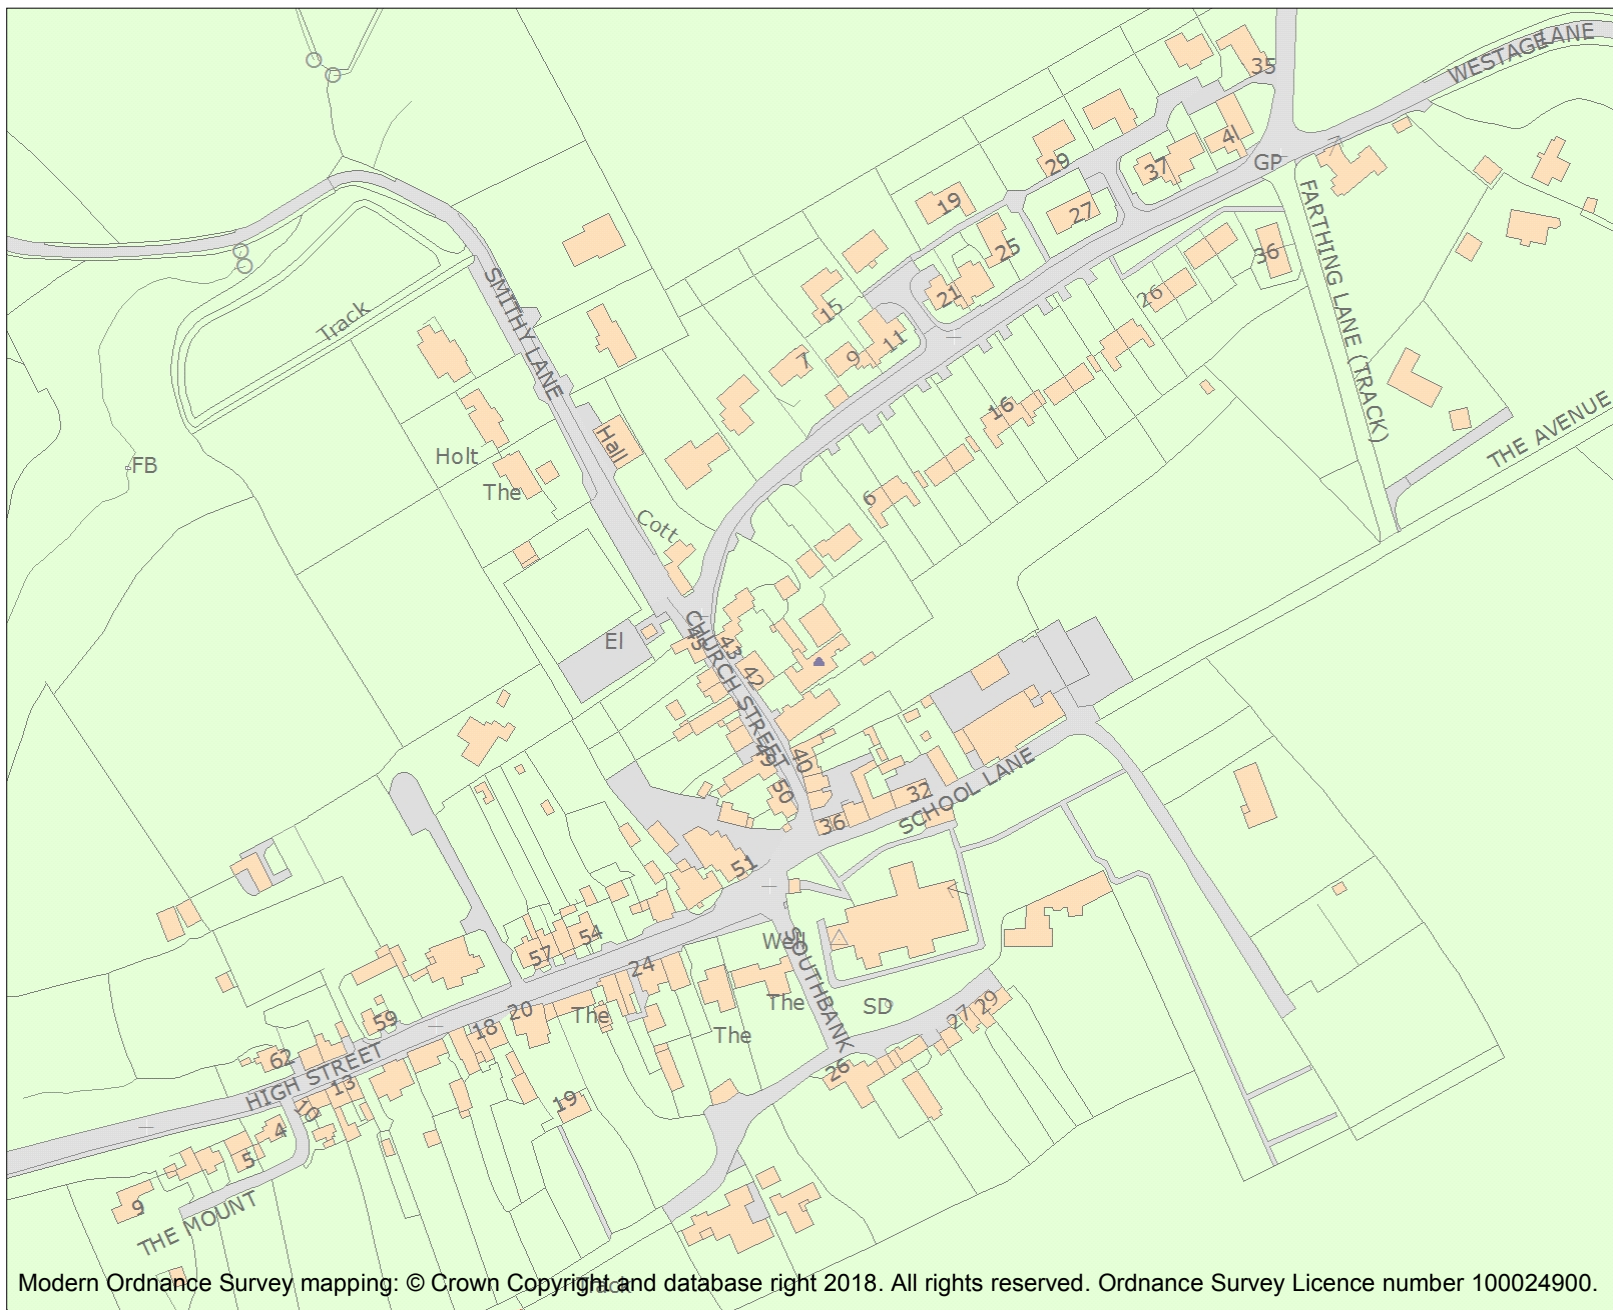 35
WESTAGE LANE
41
GP
29
37
19
27
FARTHING LANE (TRACK)
25
36
26
21
15
11
9
7
SMITHY LANE
Track
16
THE AVENUE
Hall
Holt
The
FB
6
Cott
El
CHURCH STREET
45
43
42
49
40
50
32
SCHOOL LANE
36
51
54
57
Well
SOUTHBANK
24
The
SD
20
The
The
18
59
27
29
62
HIGH STREET
13
26
10
19
4
5
9
THE MOUNT
Track
Modern Ordnance Survey mapping: © Crown Copyright and database right 2018. All rights reserved. Ordnance Survey Licence number 100024900.